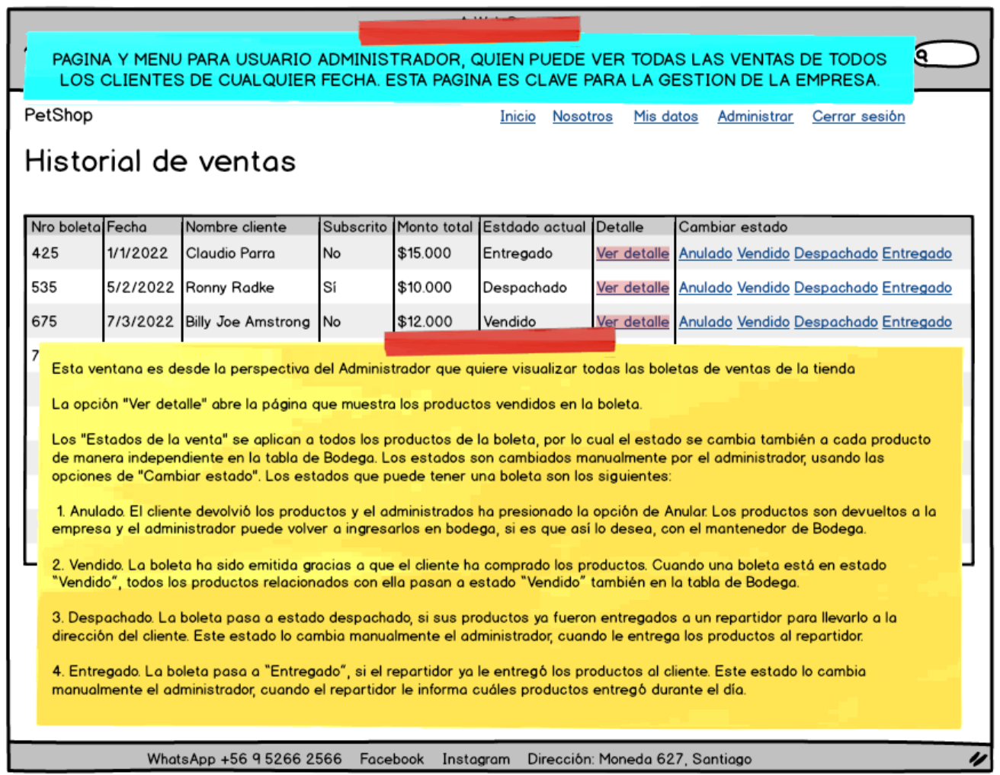 PAGINA Y MENU PARA USUARIO ADMINISTRADOR, QUIEN PUEDE VER TODAS LAS VENTAS DE TODOS
LOS CLIENTES DE CUALQUIER FECHA. ESTA PAGINA ES CLAVE PARA LA GESTION DE LA EMPRESA.
PetShop Inicio Nosotros Mis datos Administrar Cerrar sesión
Historial de ventas
Nro boleta Fecha Nombre cliente Subscrito Monto total Estdado actual Detalle Cambiar estado
425 1/1/2022 Claudio Parra No $15.000 Entregado Ver detalle Anulado Vendido Despachado Entregado
535 5/2/2022 Ronny Radke Sí $10.000 Despachado Ver detalle Anulado Vendido Despachado Entregado
675 7/3/2022 Billy Joe Amstrong No $12.000 Vendido Ver detalle Anulado Vendido Despachado Entregado
7
Esta ventana es desde la perspectiva del Administrador que quiere visualizar todas las boletas de ventas de la tienda
La opción "Ver detalle" abre la página que muestra los productos vendidos en la boleta.
Los "Estados de la venta" se aplican a todos los productos de la boleta, por lo cual el estado se cambia también a cada producto
de manera independiente en la tabla de Bodega. Los estados son cambiados manualmente por el administrador, usando las
opciones de "Cambiar estado". Los estados que puede tener una boleta son los siguientes:
1. Anulado. El cliente devolvió los productos y el administrados ha presionado la opción de Anular. Los productos son devueltos a la
empresa y el administrador puede volver a ingresarlos en bodega, si es que así lo desea, con el mantenedor de Bodega.
2. Vendido. La boleta ha sido emitida gracias a que el cliente ha comprado los productos. Cuando una boleta está en estado
"Vendido", todos los productos relacionados con ella pasan a estado "Vendido" también en la tabla de Bodega.
3. Despachado. La boleta pasa a estado despachado, si sus productos ya fueron entregados a un repartidor para llevarlo a la
dirección del cliente. Este estado lo cambia manualmente el administrador, cuando le entrega los productos al repartidor.
4. Entregado. La boleta pasa a "Entregado", si el repartidor ya le entregó los productos al cliente. Este estado lo cambia
manualmente el administrador, cuando el repartidor le informa cuáles productos entregó durante el día.
WhatsApp +56 9 5266 2566 Facebook Instagram Dirección: Moneda 627, Santiago